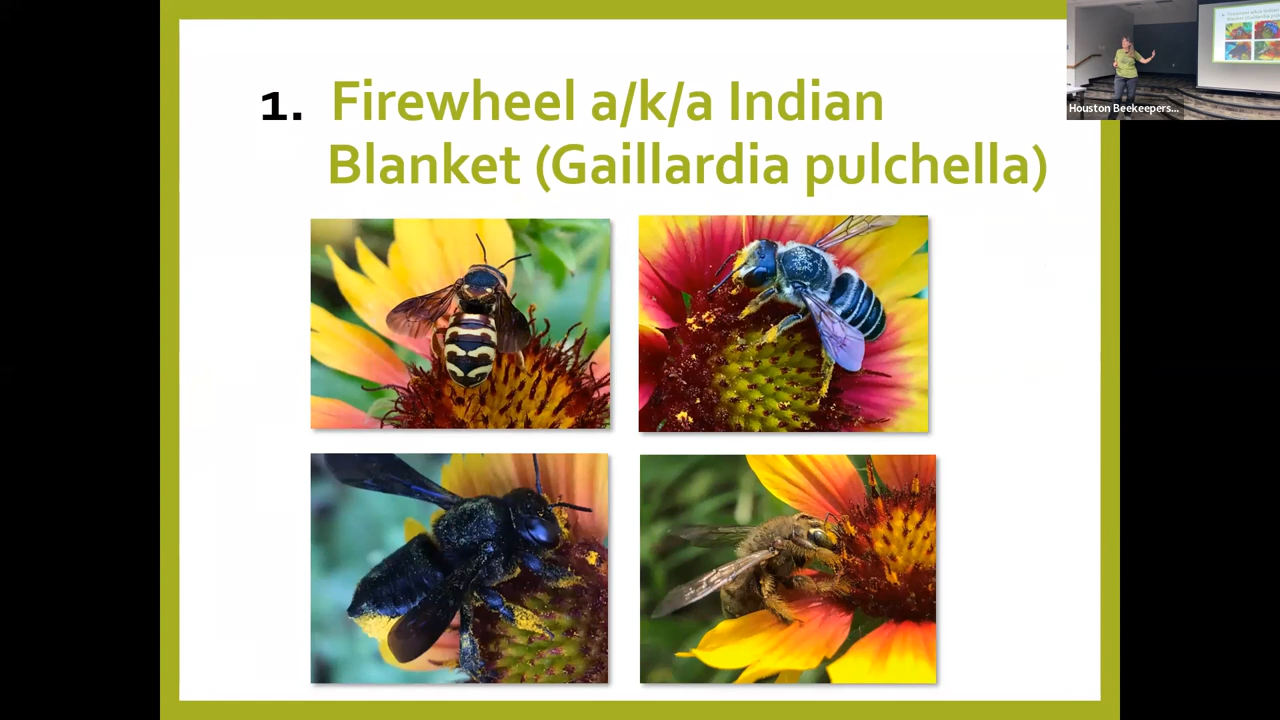 1. Firewheel a/k/a Indian
Blanket (Gaillardia pulchella)
Houston Beekeepers...